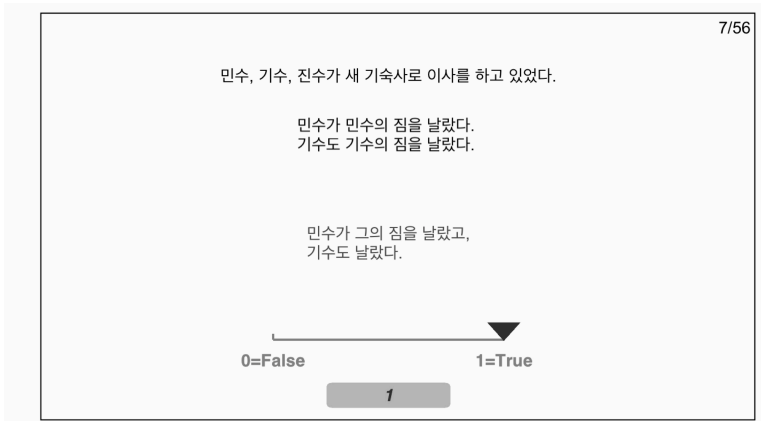 7/56
민수, 기수, 진수가 새 기숙사로 이사를 하고 있었다.
민수가 민수의 짐을 날랐다.
기수도 기수의 짐을 날랐다.
민수가 그의 짐을 날랐고,
기수도 날랐다.
0=False 1=True
1